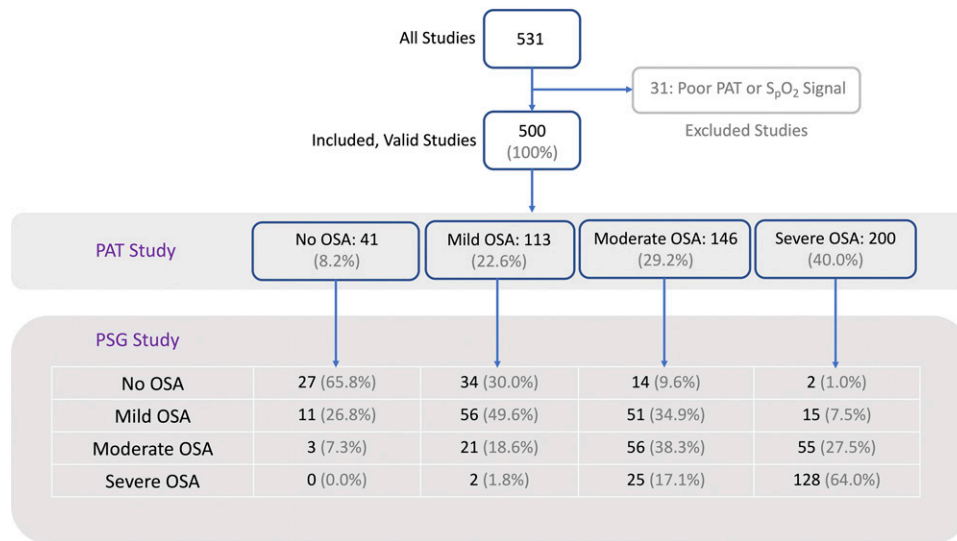 All Studies
531
31: Poor PAT or SpO2 Signal
Excluded Studies
Included, Valid Studies
500
(100%)
PAT Study
No OSA: 41
(8.2%)
Mild OSA: 113
(22.6%)
Moderate OSA: 146
(29.2%)
Severe OSA: 200
(40.0%)
PSG Study
No OSA 27 (65.8%) 34 (30.0%) 14 (9.6%) 2 (1.0%)
Mild OSA 11 (26.8%) 56 (49.6%) 51 (34.9%) 15 (7.5%)
Moderate OSA 3 (7.3%) 21 (18.6%) 56 (38.3%) 55 (27.5%)
Severe OSA 0 (0.0%) 2 (1.8%) 25 (17.1%) 128 (64.0%)